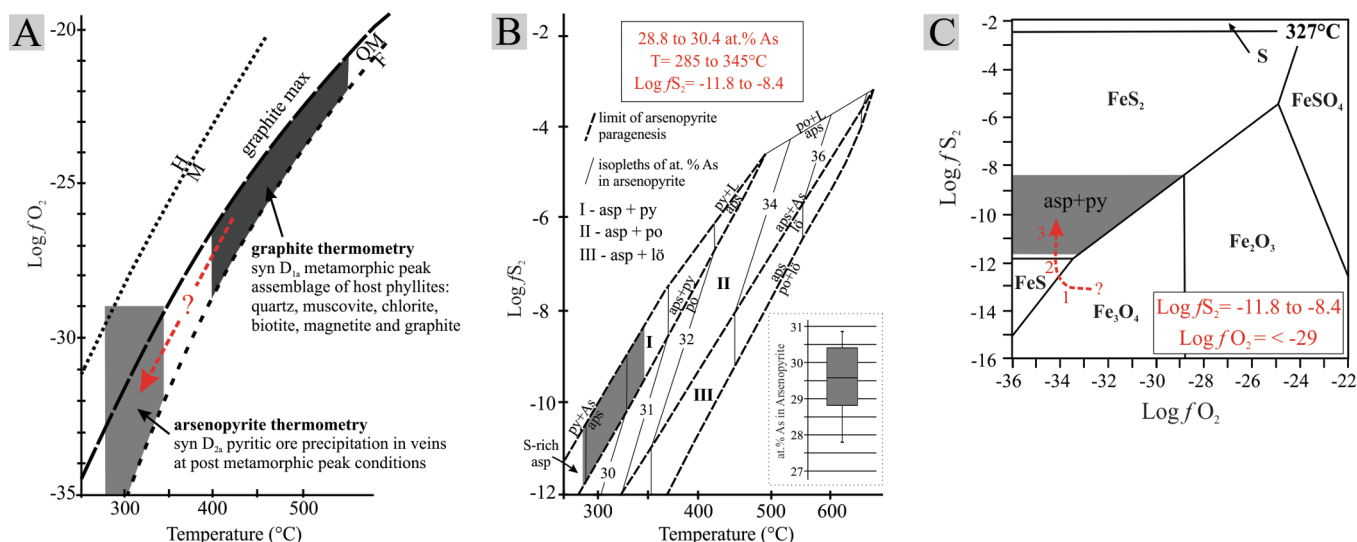 A
-20
-25
-30
-35
Log f O2
300
400
500
Temperature (°C)
H
M
graphite max
QM
F
graphite thermometry
syn D1a metamorphic peak
assemblage of host phyllites:
quartz, muscovite, chlorite,
biotite, magnetite and graphite
?
arsenopyrite thermometry
syn D2a pyritic ore precipitation in veins
at post metamorphic peak conditions
B
28.8 to 30.4 at.% As
T= 285 to 345°C
Log fS2= -11.8 to -8.4
-4
-6
-8
-10
-12
Log fS2
300
400
500
600
Temperature (°C)
limit of arsenopyrite
paragenesis
isopleths of at. % As
in arsenopyrite
I - asp + py
II - asp + po
III - asp + lö
po+L
aps
py+L
aps
aps+As
lö
aps+py
po
aps
po+lö
py+As
aps
S-rich
asp
I
II
III
30
31
32
34
36
at.% As in Arsenopyrite
31
30
29
28
27
C
-2
-4
-6
-8
-10
-12
-14
-16
Log f S2
-36
-34
-32
-30
-28
-26
-24
-22
Log f O2
327°C
S
FeS2
FeSO4
asp+py
FeS
Fe3O4
Fe2O3
3
2
1
?
Log fS2= -11.8 to -8.4
Log f O2= < -29